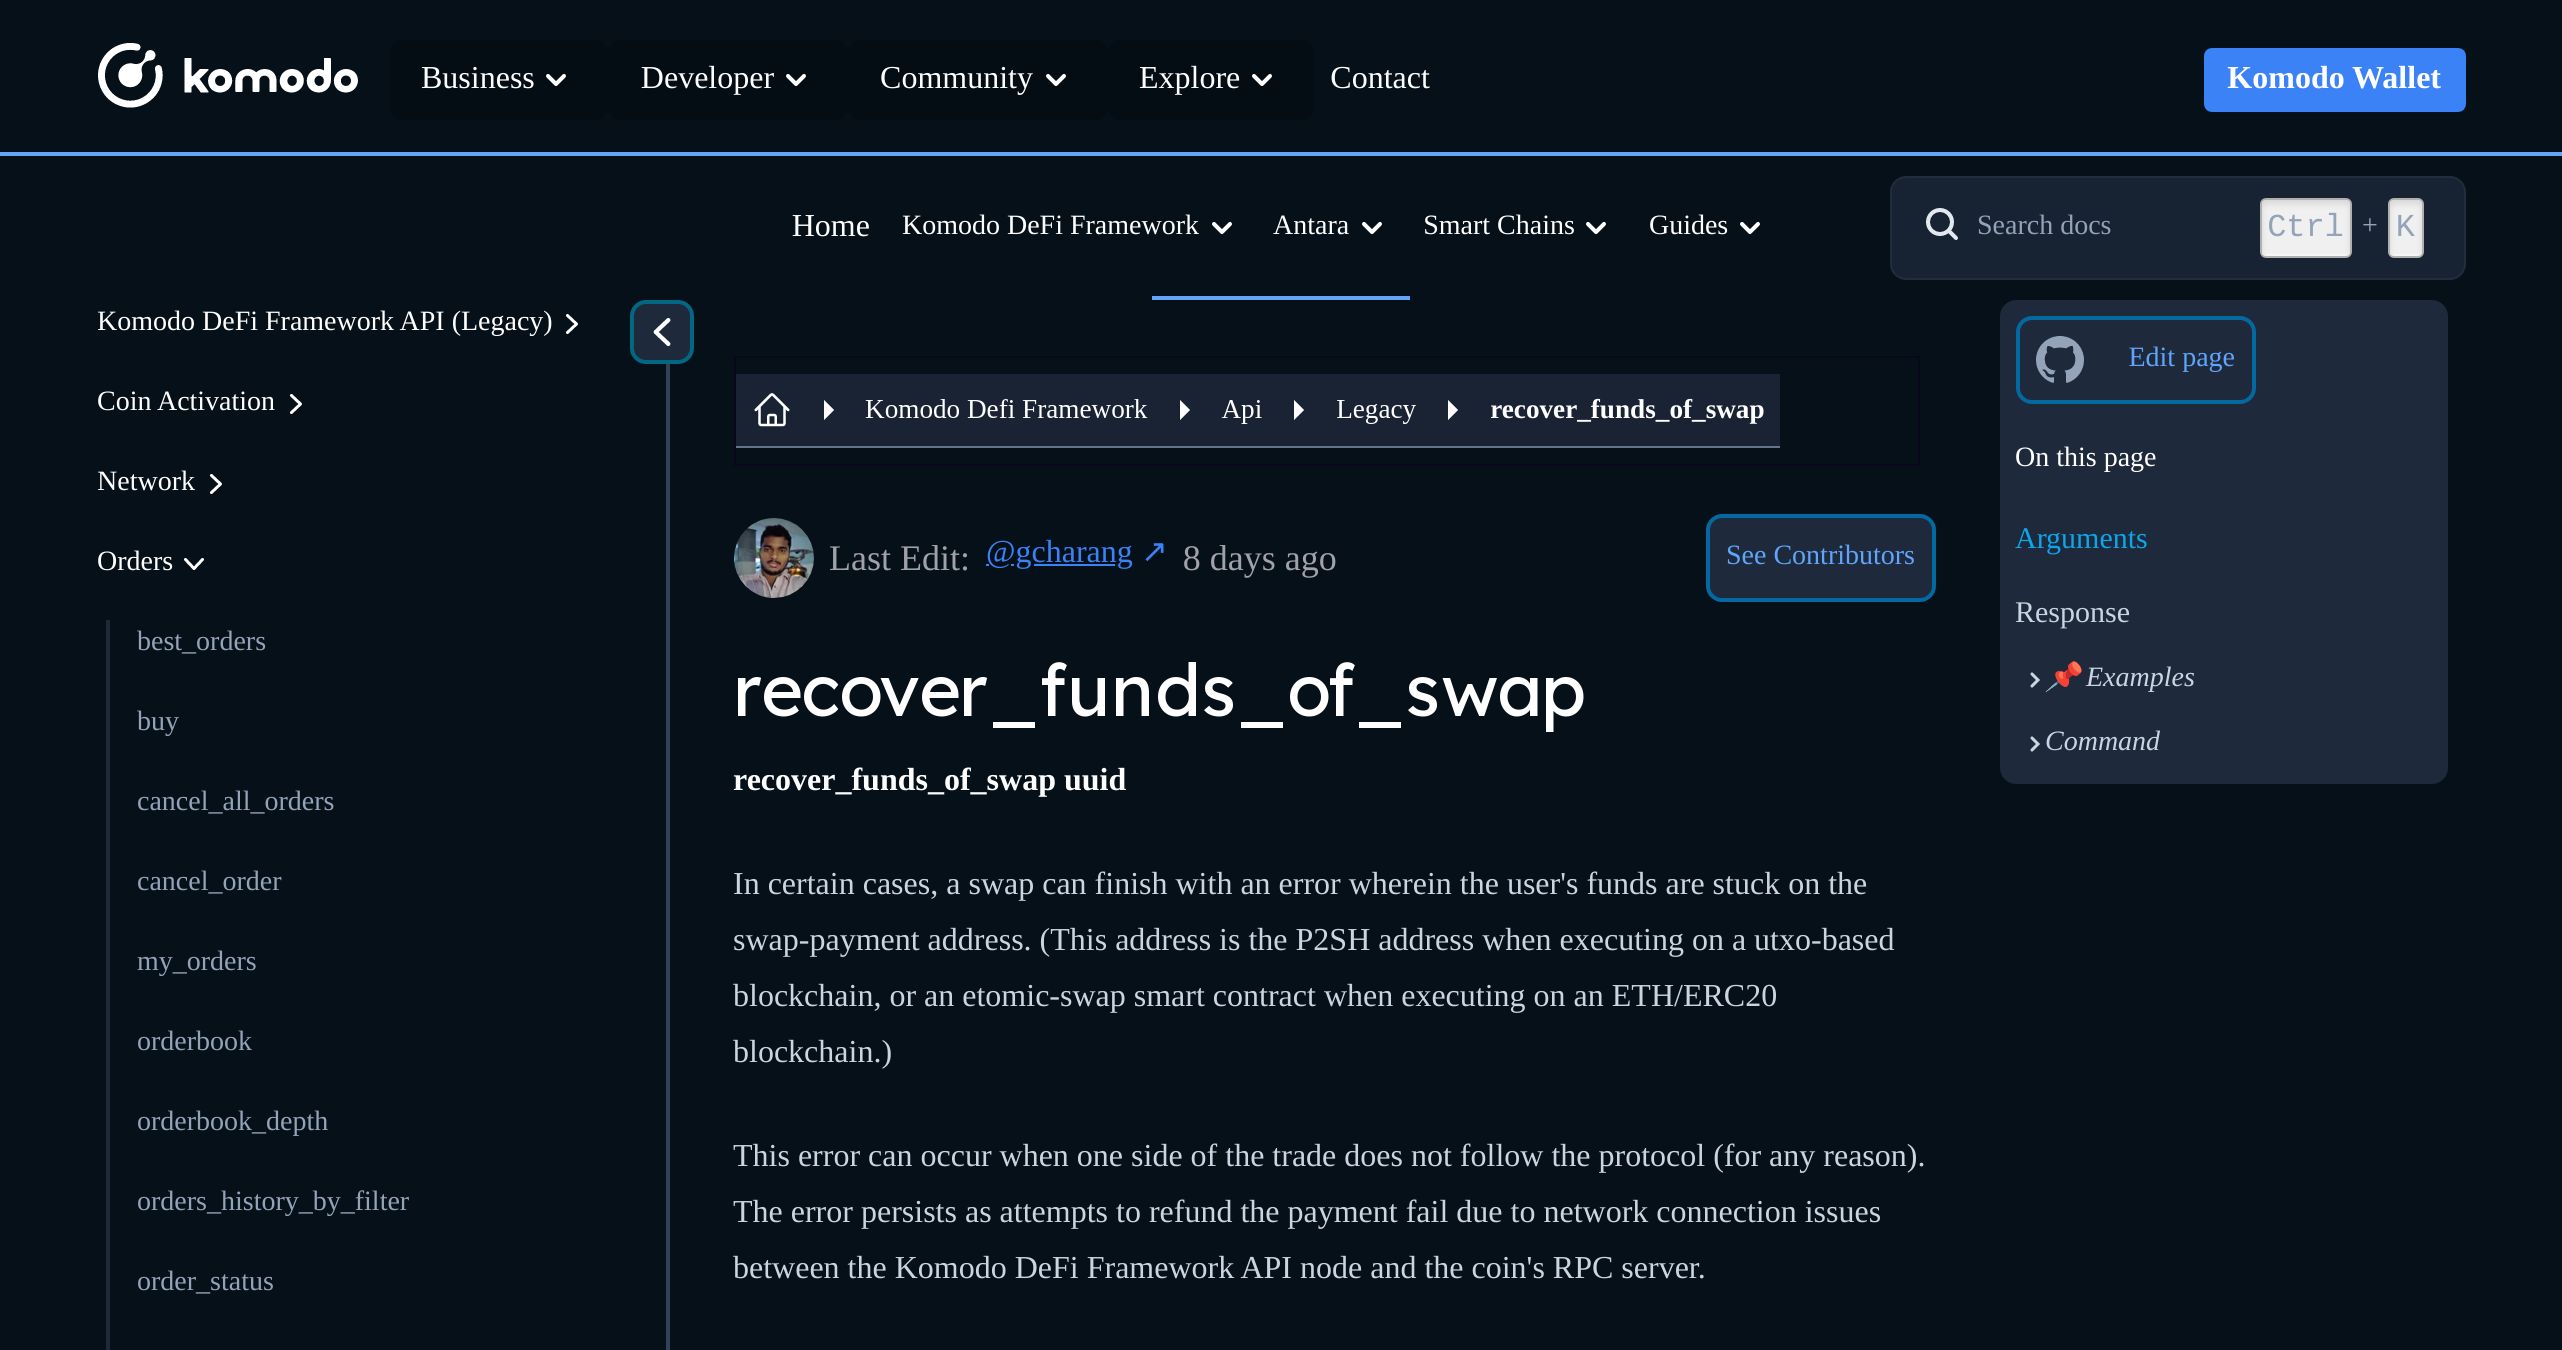 komodo
Business
Developer
Community
Explore
Contact
Komodo Wallet
Home
Komodo DeFi Framework
Antara
Smart Chains
Guides
Search docs
Ctrl + K
Komodo DeFi Framework API (Legacy)
Coin Activation
Network
Orders
best_orders
buy
cancel_all_orders
cancel_order
my_orders
orderbook
orderbook_depth
orders_history_by_filter
order_status
Komodo Defi Framework
Api
Legacy
recover_funds_of_swap
Last Edit: @gcharang ↗ 8 days ago
See Contributors
recover_funds_of_swap
recover_funds_of_swap uuid
In certain cases, a swap can finish with an error wherein the user's funds are stuck on the
swap-payment address. (This address is the P2SH address when executing on a utxo-based
blockchain, or an etomic-swap smart contract when executing on an ETH/ERC20
blockchain.)
This error can occur when one side of the trade does not follow the protocol (for any reason).
The error persists as attempts to refund the payment fail due to network connection issues
between the Komodo DeFi Framework API node and the coin's RPC server.
Edit page
On this page
Arguments
Response
📌 Examples
Command